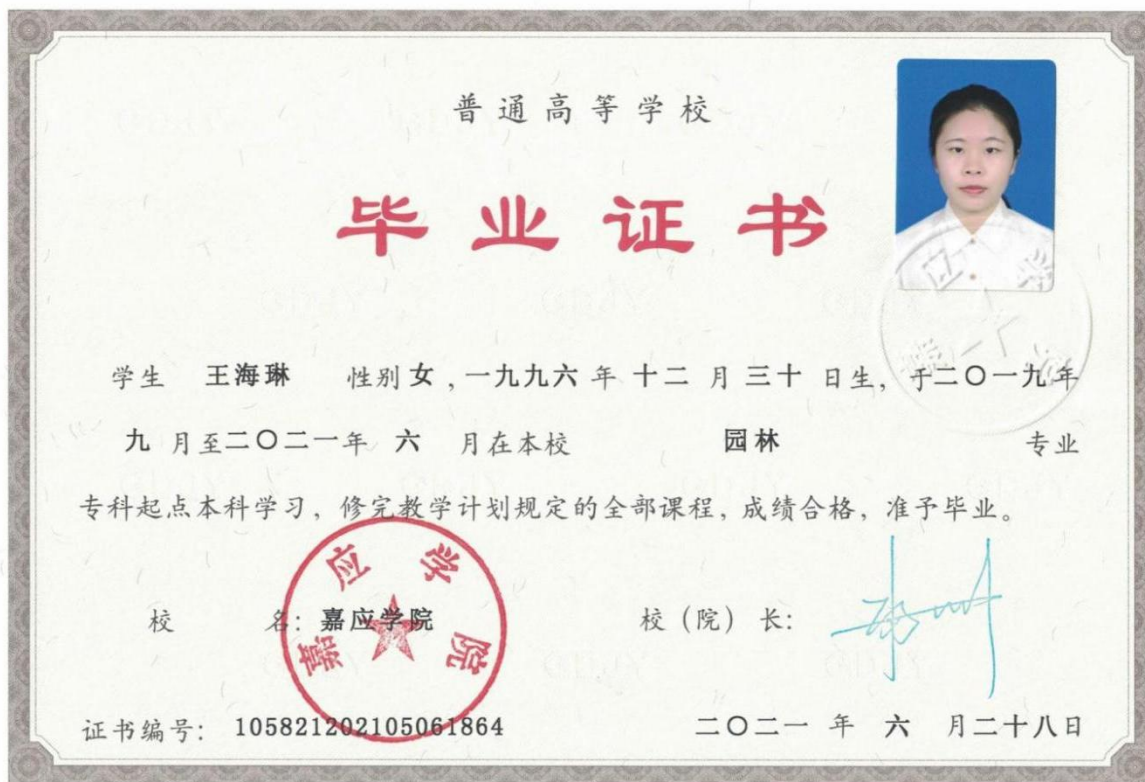 普通高等学校
毕业证书
学生 王海琳 性别 女 ,一九九六 年 十二 月 三十 日生, 于二〇一九年
九 月至二〇二一年 六 月在本校 园林 专业
专科起点本科学习, 修完教学计划规定的全部课程, 成绩合格, 准予毕业。
校 名: 嘉应学院 校 (院) 长:
嘉应学院
证书编号: 105821202105061864 二〇二一 年 六 月二十八日